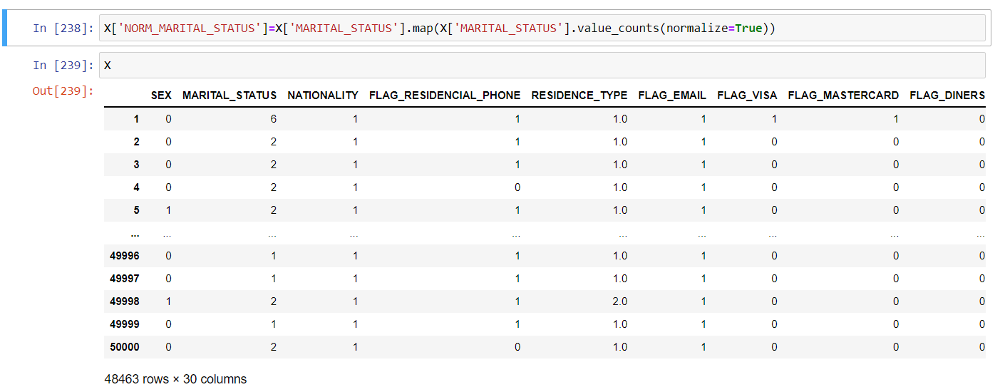 In [238]: X['NORM_MARITAL_STATUS']=X['MARITAL_STATUS'].map(X['MARITAL_STATUS'].value_counts(normalize=True))
In [239]: X
Out[239]:
SEX MARITAL_STATUS NATIONALITY FLAG_RESIDENCIAL_PHONE RESIDENCE_TYPE FLAG_EMAIL FLAG_VISA FLAG_MASTERCARD FLAG_DINERS
1 0 6 1 1 1.0 1 1 1 0
2 0 2 1 1 1.0 1 0 0 0
3 0 2 1 1 1.0 1 0 0 0
4 0 2 1 0 1.0 1 0 0 0
5 1 2 1 1 1.0 1 0 0 0
... ... ... ... ... ... ... ... ... ...
49996 0 1 1 1 1.0 1 0 0 0
49997 0 1 1 1 1.0 1 0 0 0
49998 1 2 1 1 2.0 1 0 0 0
49999 0 1 1 1 1.0 1 0 0 0
50000 0 2 1 0 1.0 1 0 0 0
48463 rows × 30 columns